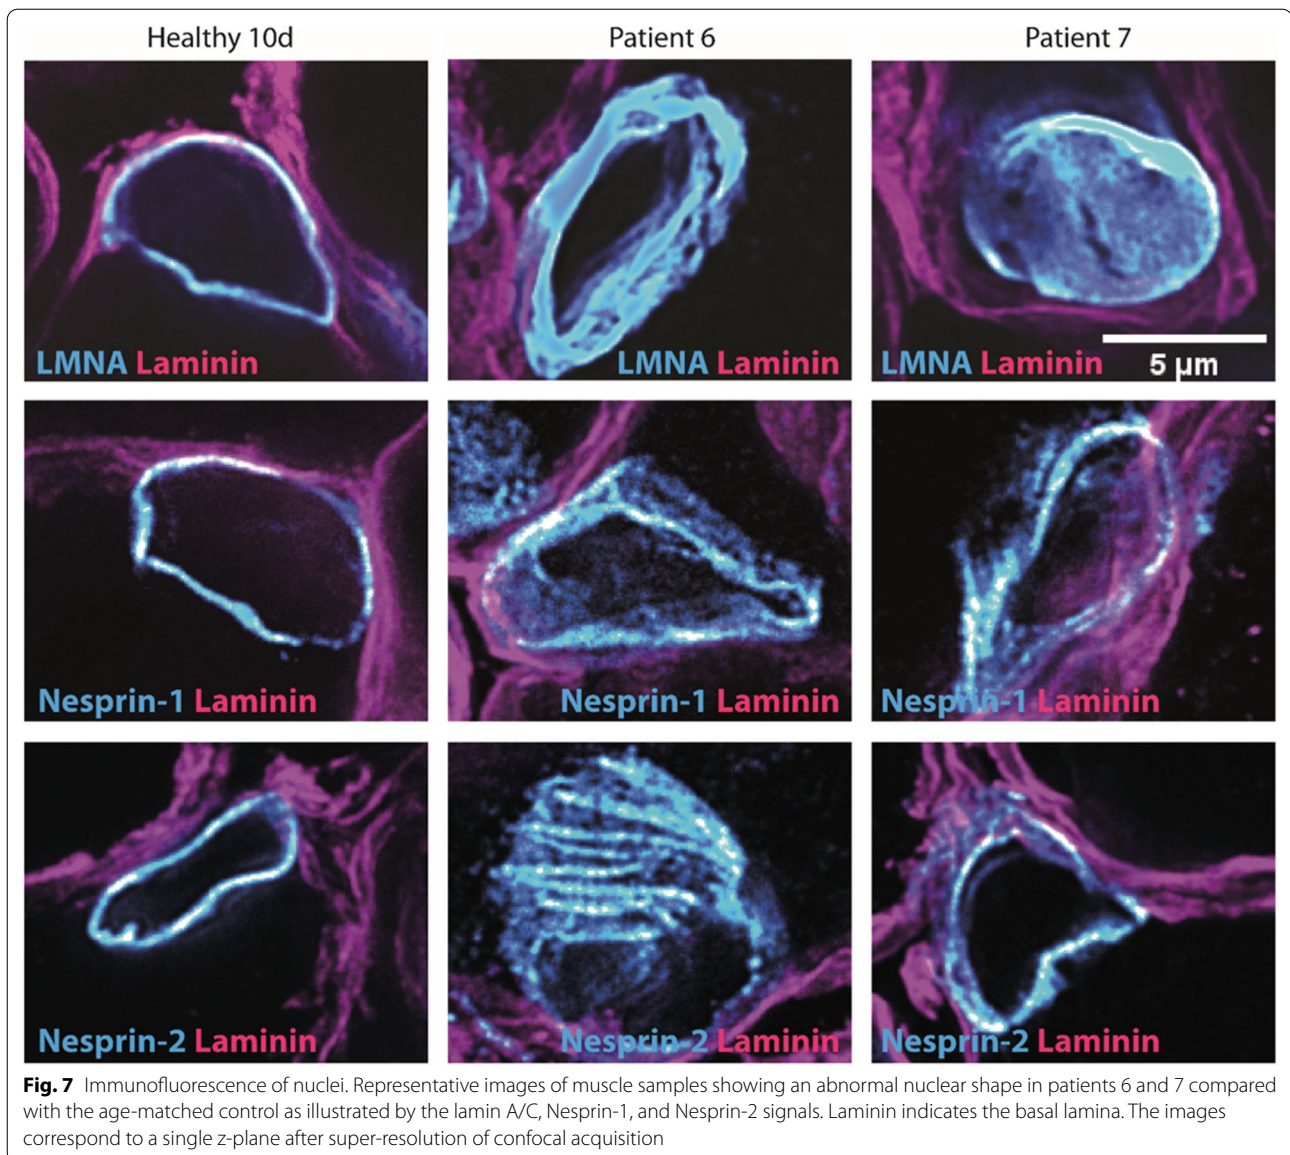 Healthy 10d
Patient 6
Patient 7
LMNA Laminin
LMNA Laminin
LMNA Laminin
5 µm
Nesprin-1 Laminin
Nesprin-1 Laminin
Nesprin-1 Laminin
Nesprin-2 Laminin
Nesprin-2 Laminin
Nesprin-2 Laminin
Fig. 7 Immunofluorescence of nuclei. Representative images of muscle samples showing an abnormal nuclear shape in patients 6 and 7 compared
with the age-matched control as illustrated by the lamin A/C, Nesprin-1, and Nesprin-2 signals. Laminin indicates the basal lamina. The images
correspond to a single z-plane after super-resolution of confocal acquisition